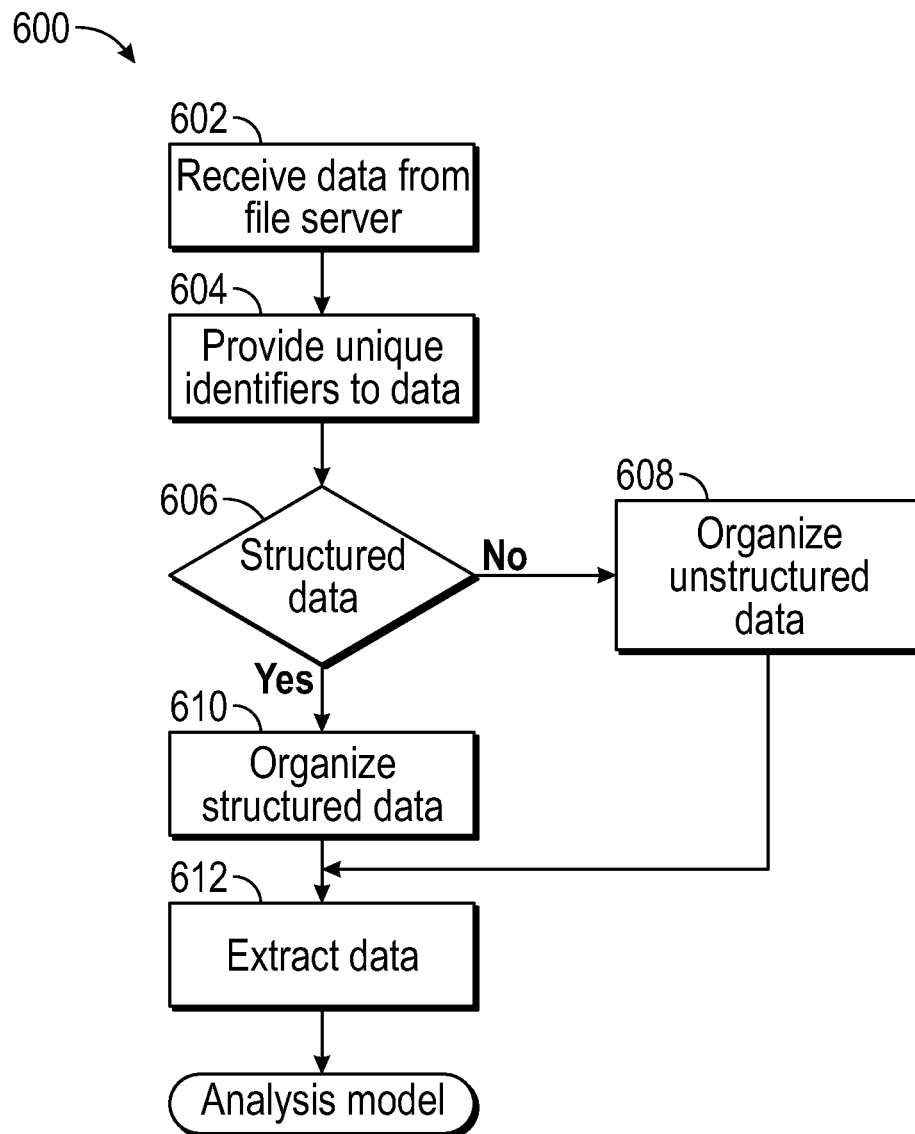 600
602
Receive data from
file server
604
Provide unique
identifiers to data
606
Structured
data
No
608
Organize
unstructured
data
Yes
610
Organize
structured data
612
Extract data
Analysis model